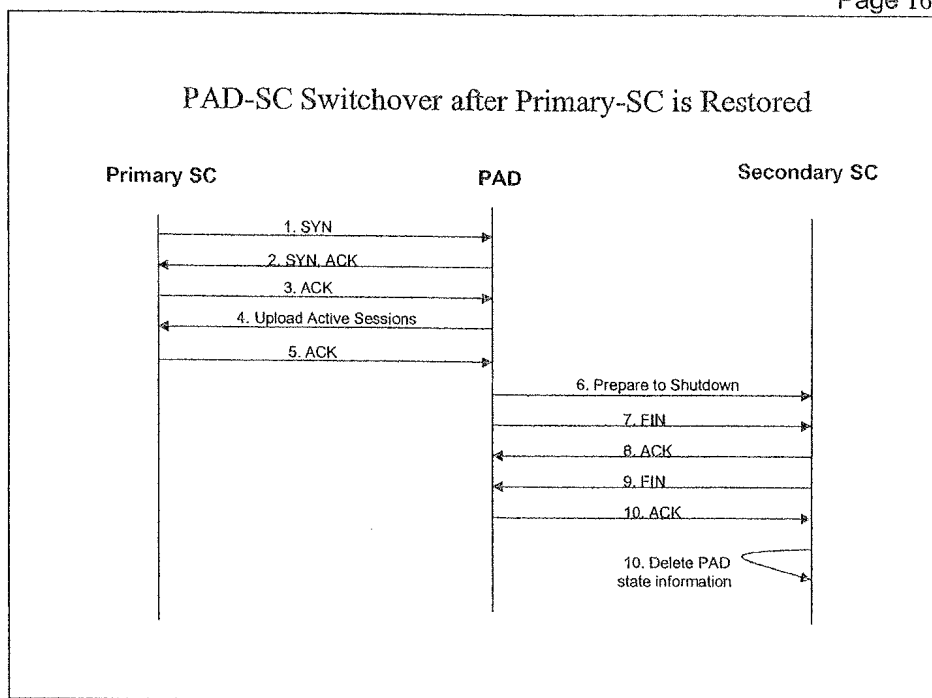 Page 16
PAD-SC Switchover after Primary-SC is Restored
Primary SC
PAD
Secondary SC
1. SYN
2. SYN, ACK
3. ACK
4. Upload Active Sessions
5. ACK
6. Prepare to Shutdown
7. FIN
8. ACK
9. FIN
10. ACK
10. Delete PAD
state information